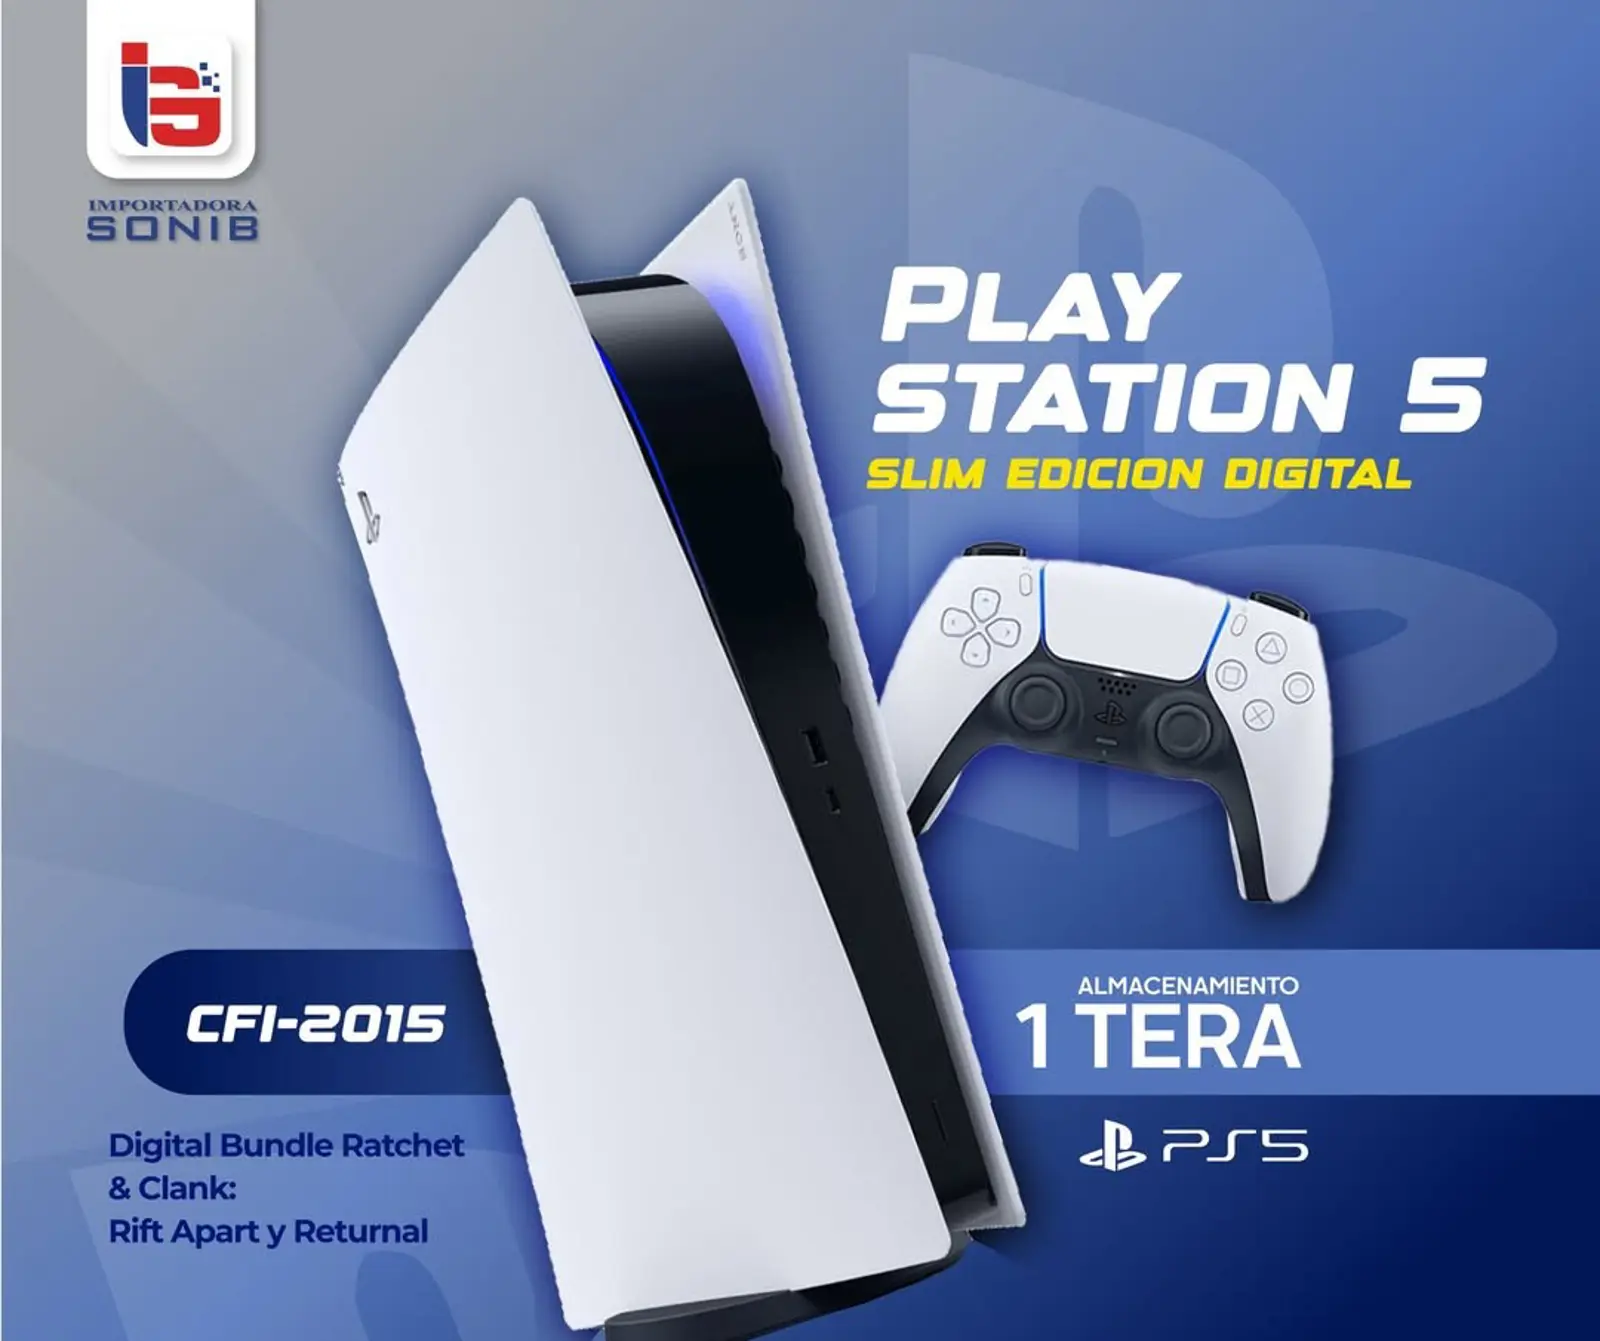 IMPORTADORA
SONIB
SONY
PLAY
STATION 5
SLIM EDICION DIGITAL
CFI-2015
ALMACENAMIENTO
1 TERA
PS5
Digital Bundle Ratchet
& Clank:
Rift Apart y Returnal